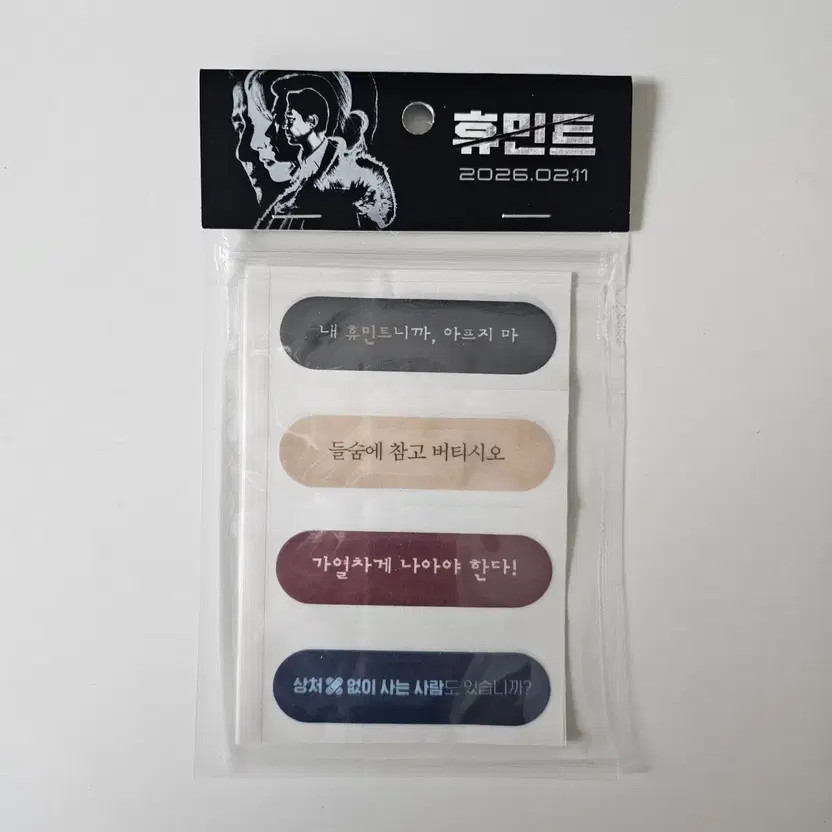 휴민트
2026.02.11
내 휴민트니까, 아프지 마
들숨에 참고 버티시오
가열차게 나아야 한다!
상처 없이 사는 사람도 있습니까?